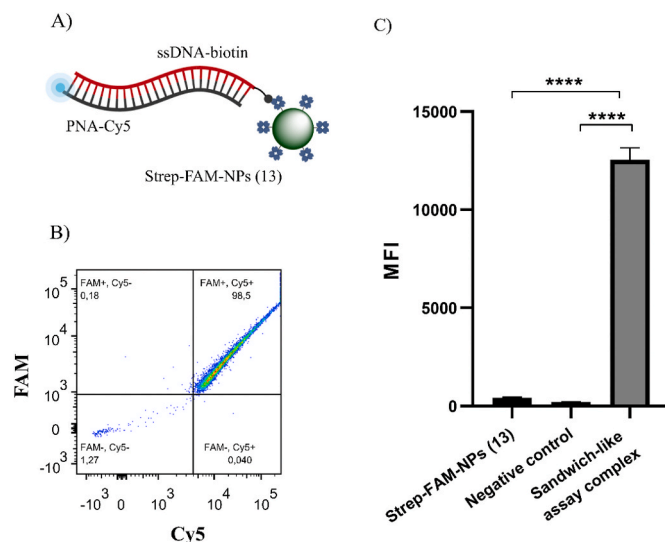 A)
ssDNA-biotin
PNA-Cy5
Strep-FAM-NPs (13)
B)
FAM+, Cy5-
0,18
FAM+, Cy5+
98,5
FAM-, Cy5-
1,27
FAM-, Cy5+
0,040
10^5
10^4
10^3
0
-10^3
FAM
-10^3
0
10^4
10^5
Cy5
C)
****
****
15000
10000
5000
0
MFI
Strep-FAM-NPs (13)
Negative control
Sandwich-like
assay complex